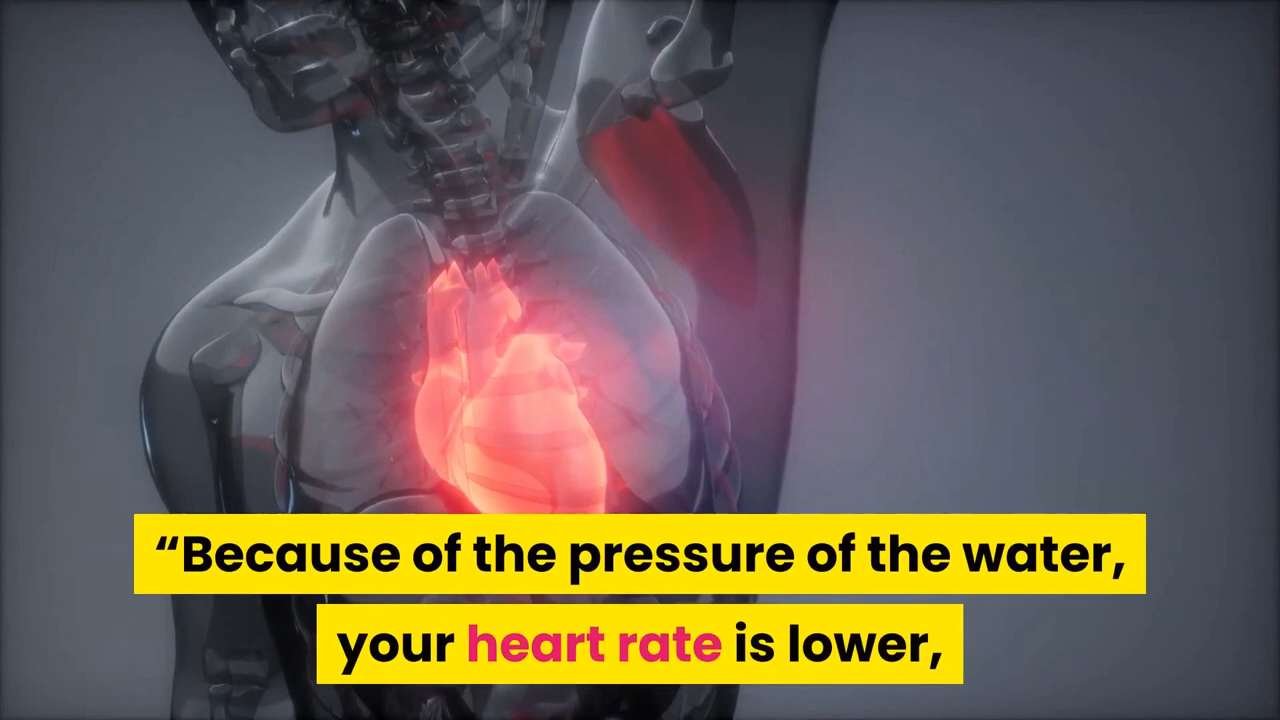 “Because of the pressure of the water,
your heart rate is lower,